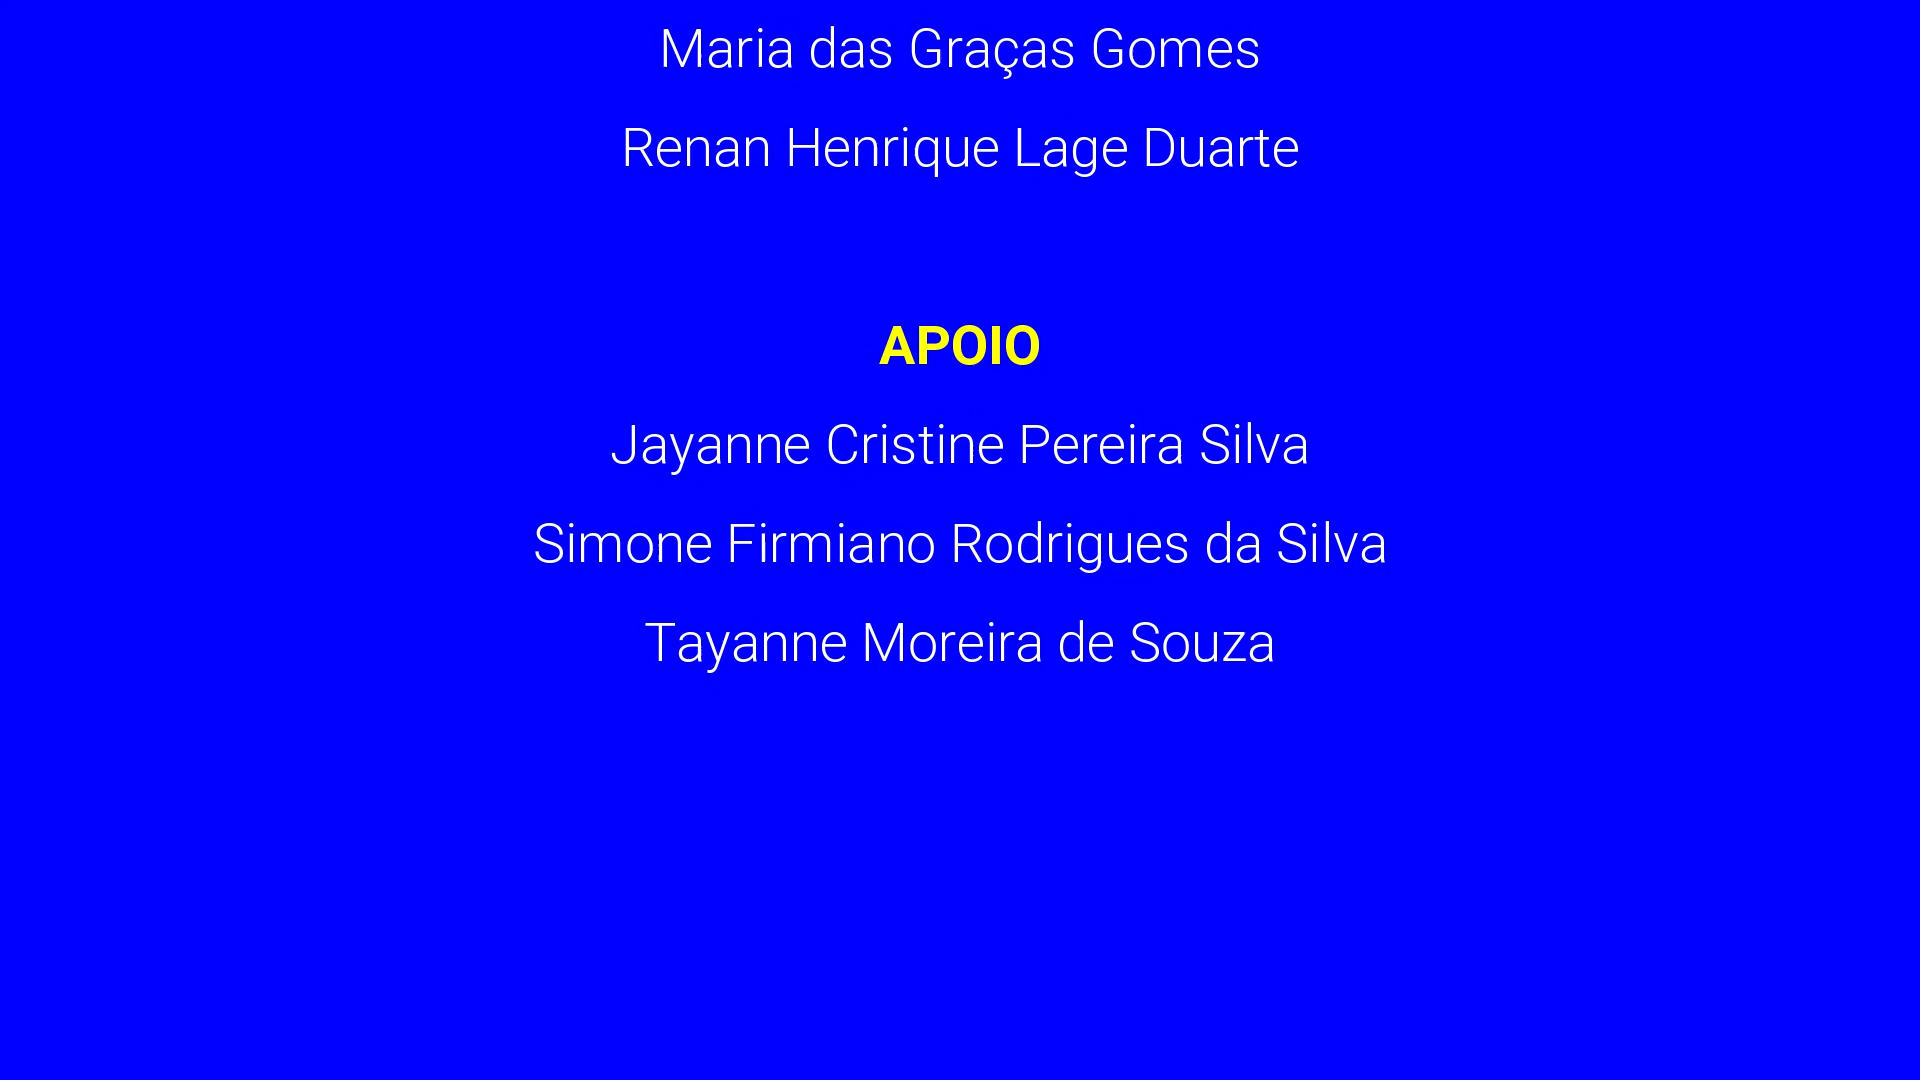 Maria das Graças Gomes
Renan Henrique Lage Duarte
APOIO
Jayanne Cristine Pereira Silva
Simone Firmiano Rodrigues da Silva
Tayanne Moreira de Souza